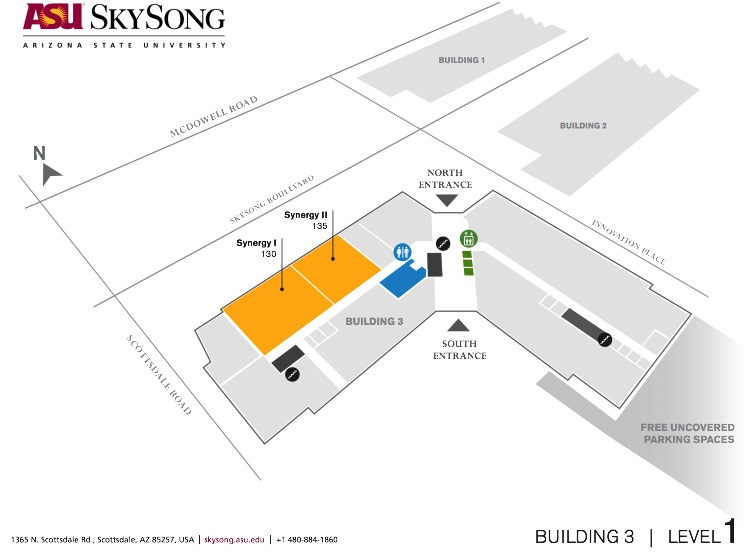 ASU SKYSONG
ARIZONA STATE UNIVERSITY
BUILDING 1
BUILDING 2
MCDOWELL ROAD
N
SKYSONG BOULEVARD
NORTH
ENTRANCE
INNOVATION PLACE
Synergy II
135
Synergy I
130
BUILDING 3
SOUTH
ENTRANCE
SCOTTSDALE ROAD
FREE UNCOVERED
PARKING SPACES
1365 N. Scottsdale Rd., Scottsdale, AZ 85257, USA | skysong.asu.edu | +1 480-884-1860
BUILDING 3 | LEVEL 1